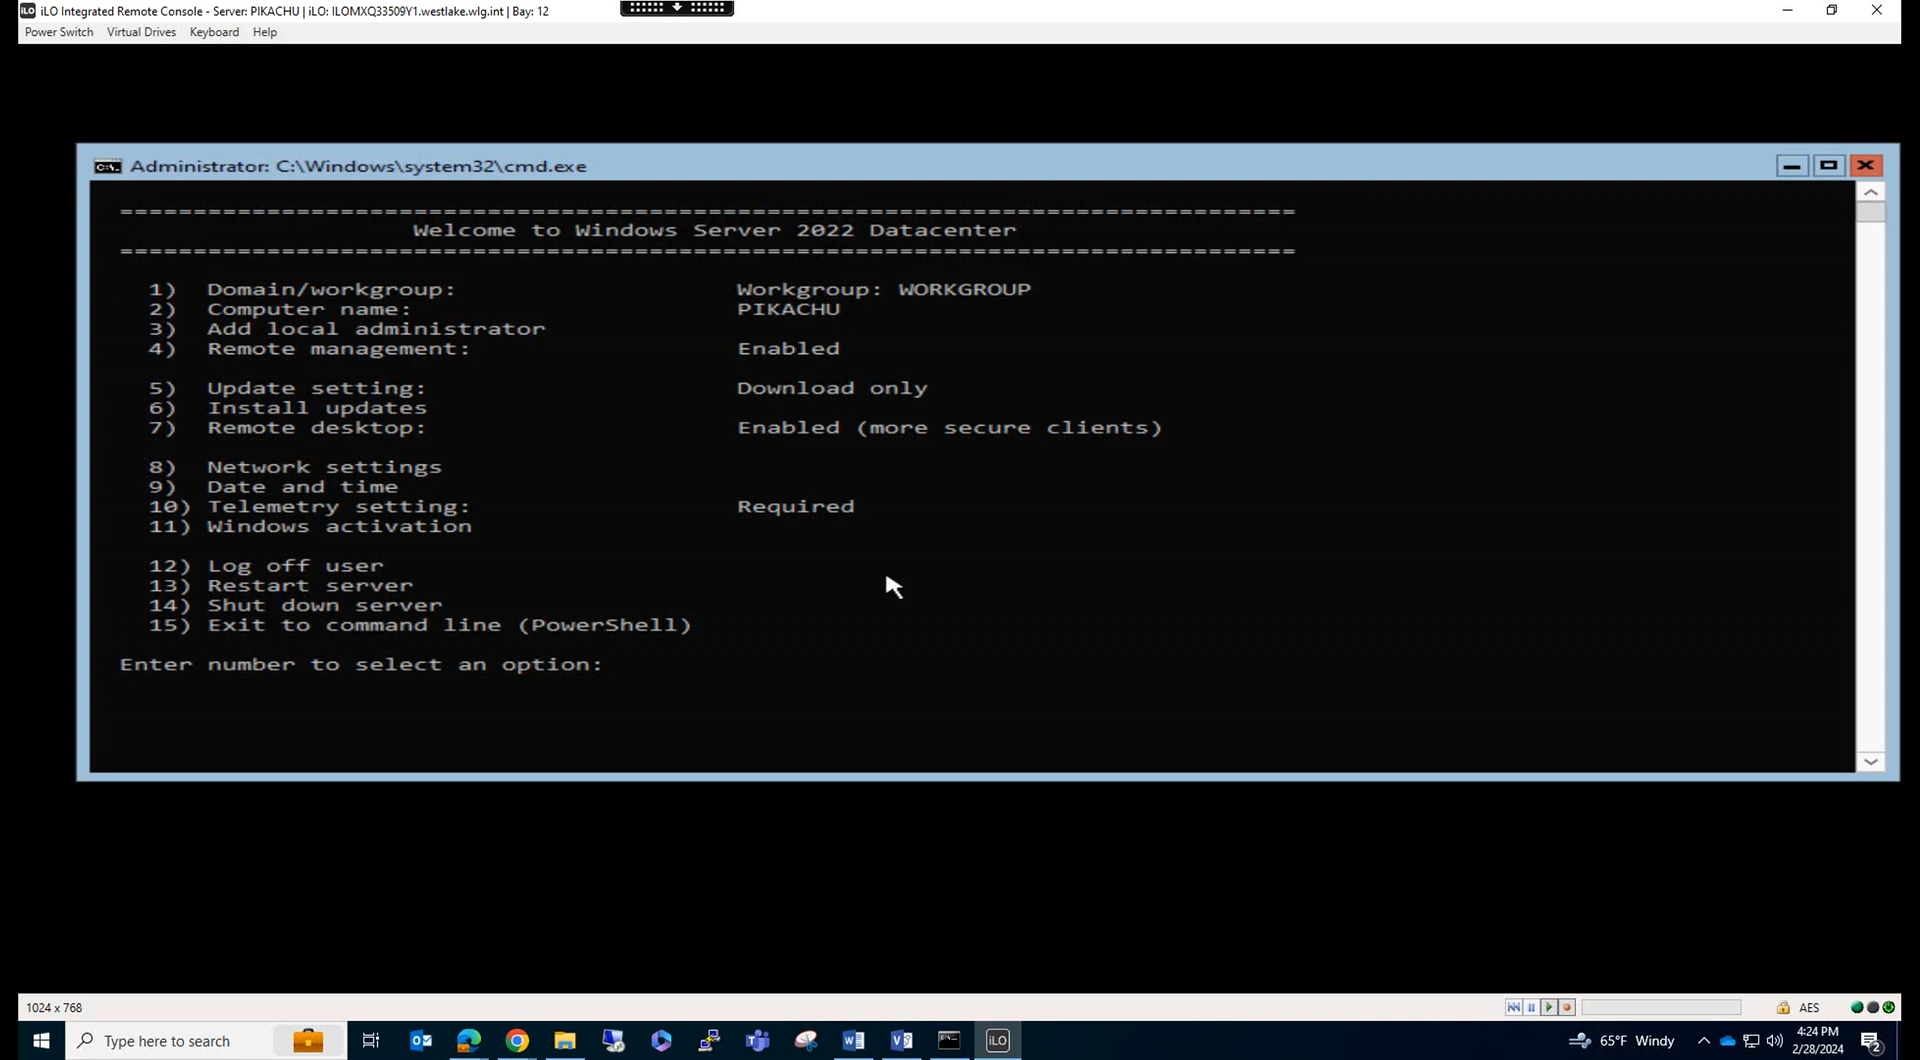 iLO iLO Integrated Remote Console - Server: PIKACHU | iLO: ILOMXQ33509Y1.westlake.wlg.int | Bay: 12
Power Switch Virtual Drives Keyboard Help
C:\. Administrator: C:\Windows\system32\cmd.exe
================================================================================
Welcome to Windows Server 2022 Datacenter
================================================================================
1) Domain/workgroup: Workgroup: WORKGROUP
2) Computer name: PIKACHU
3) Add local administrator
4) Remote management: Enabled
5) Update setting: Download only
6) Install updates
7) Remote desktop: Enabled (more secure clients)
8) Network settings
9) Date and time
10) Telemetry setting: Required
11) Windows activation
12) Log off user
13) Restart server
14) Shut down server
15) Exit to command line (PowerShell)
Enter number to select an option:
1024 x 768 AES
Type here to search iLO 65°F Windy 4:24 PM
2/28/2024 2